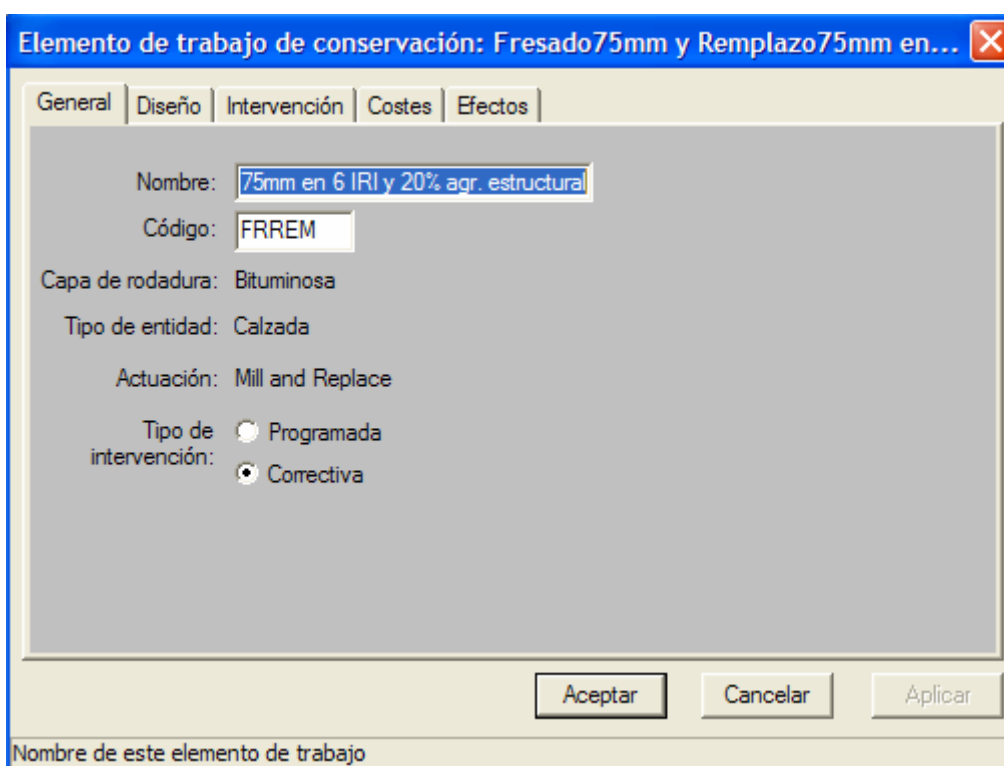 Elemento de trabajo de conservación: Fresado75mm y Remplazo75mm en...
General Diseño Intervención Costes Efectos
Nombre: 75mm en 6 IRI y 20% agr. estructural
Código: FRREM
Capa de rodadura: Bituminosa
Tipo de entidad: Calzada
Actuación: Mill and Replace
Tipo de intervención: Programada
Correctiva
Aceptar Cancelar Aplicar
Nombre de este elemento de trabajo